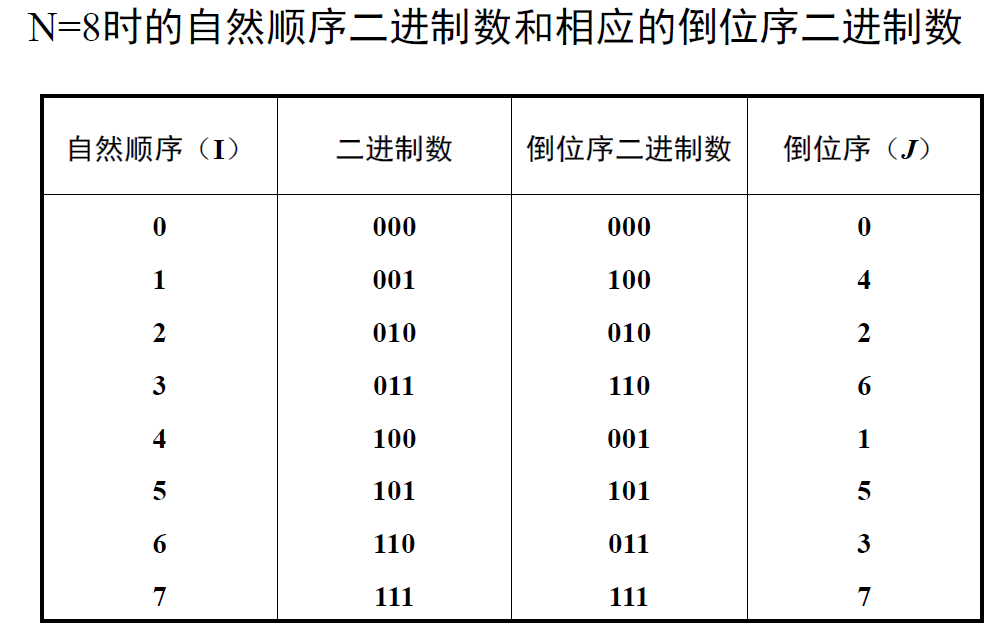 N=8时的自然顺序二进制数和相应的倒位序二进制数
自然顺序（I） 二进制数 倒位序二进制数 倒位序（J）
0 000 000 0
1 001 100 4
2 010 010 2
3 011 110 6
4 100 001 1
5 101 101 5
6 110 011 3
7 111 111 7